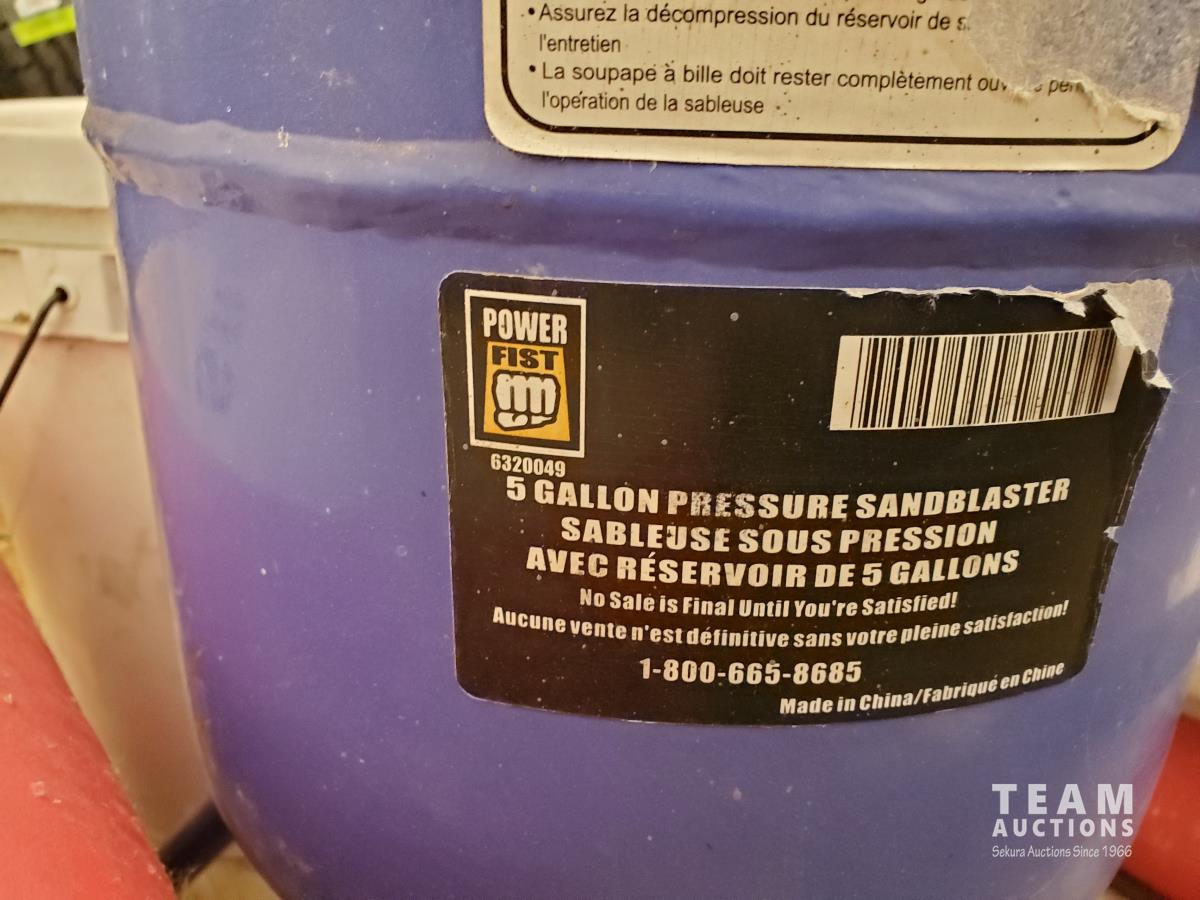 • Assurez la décompression du réservoir de
l'entretien
• La soupape à bille doit rester complètement
l'opération de la sableuse
POWER
FIST
6320049
5 GALLON PRESSURE SANDBLASTER
SABLEUSE SOUS PRESSION
AVEC RÉSERVOIR DE 5 GALLONS
No Sale is Final Until You're Satisfied!
Aucune vente n'est définitive sans votre pleine satisfaction!
1-800-665-8685
Made in China/Fabriqué en Chine
TEAM
AUCTIONS
Sekura Auctions Since 1966